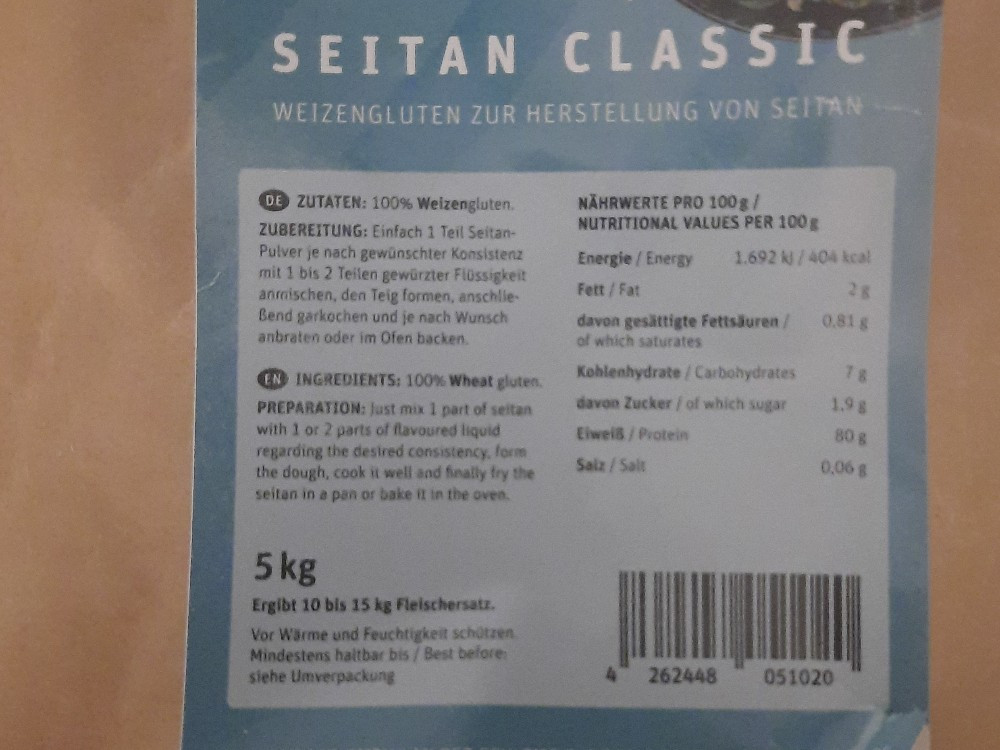 SEITAN CLASSIC
WEIZENGLUTEN ZUR HERSTELLUNG VON SEITAN
DE ZUTATEN: 100% Weizengluten.
ZUBEREITUNG: Einfach 1 Teil Seitan-
Pulver je nach gewünschter Konsistenz
mit 1 bis 2 Teilen gewürzter Flüssigkeit
anmischen, den Teig formen, anschlie-
ßend garkochen und je nach Wunsch
anbraten oder im Ofen backen.
EN INGREDIENTS: 100% Wheat gluten.
PREPARATION: Just mix 1 part of seitan
with 1 or 2 parts of flavoured liquid
regarding the desired consistency, form
the dough, cook it well and finally fry the
seitan in a pan or bake it in the oven.
5 kg
Ergibt 10 bis 15 kg Fleischersatz.
Vor Wärme und Feuchtigkeit schützen.
Mindestens haltbar bis / Best before:
siehe Umverpackung
NÄHRWERTE PRO 100 g /
NUTRITIONAL VALUES PER 100 g
Energie / Energy 1.692 kJ / 404 kcal
Fett / Fat 2 g
davon gesättigte Fettsäuren / 0,81 g
of which saturates
Kohlenhydrate / Carbohydrates 7 g
davon Zucker / of which sugar 1,9 g
Eiweiß / Protein 80 g
Salz / Salt 0,06 g
4 262448 051020